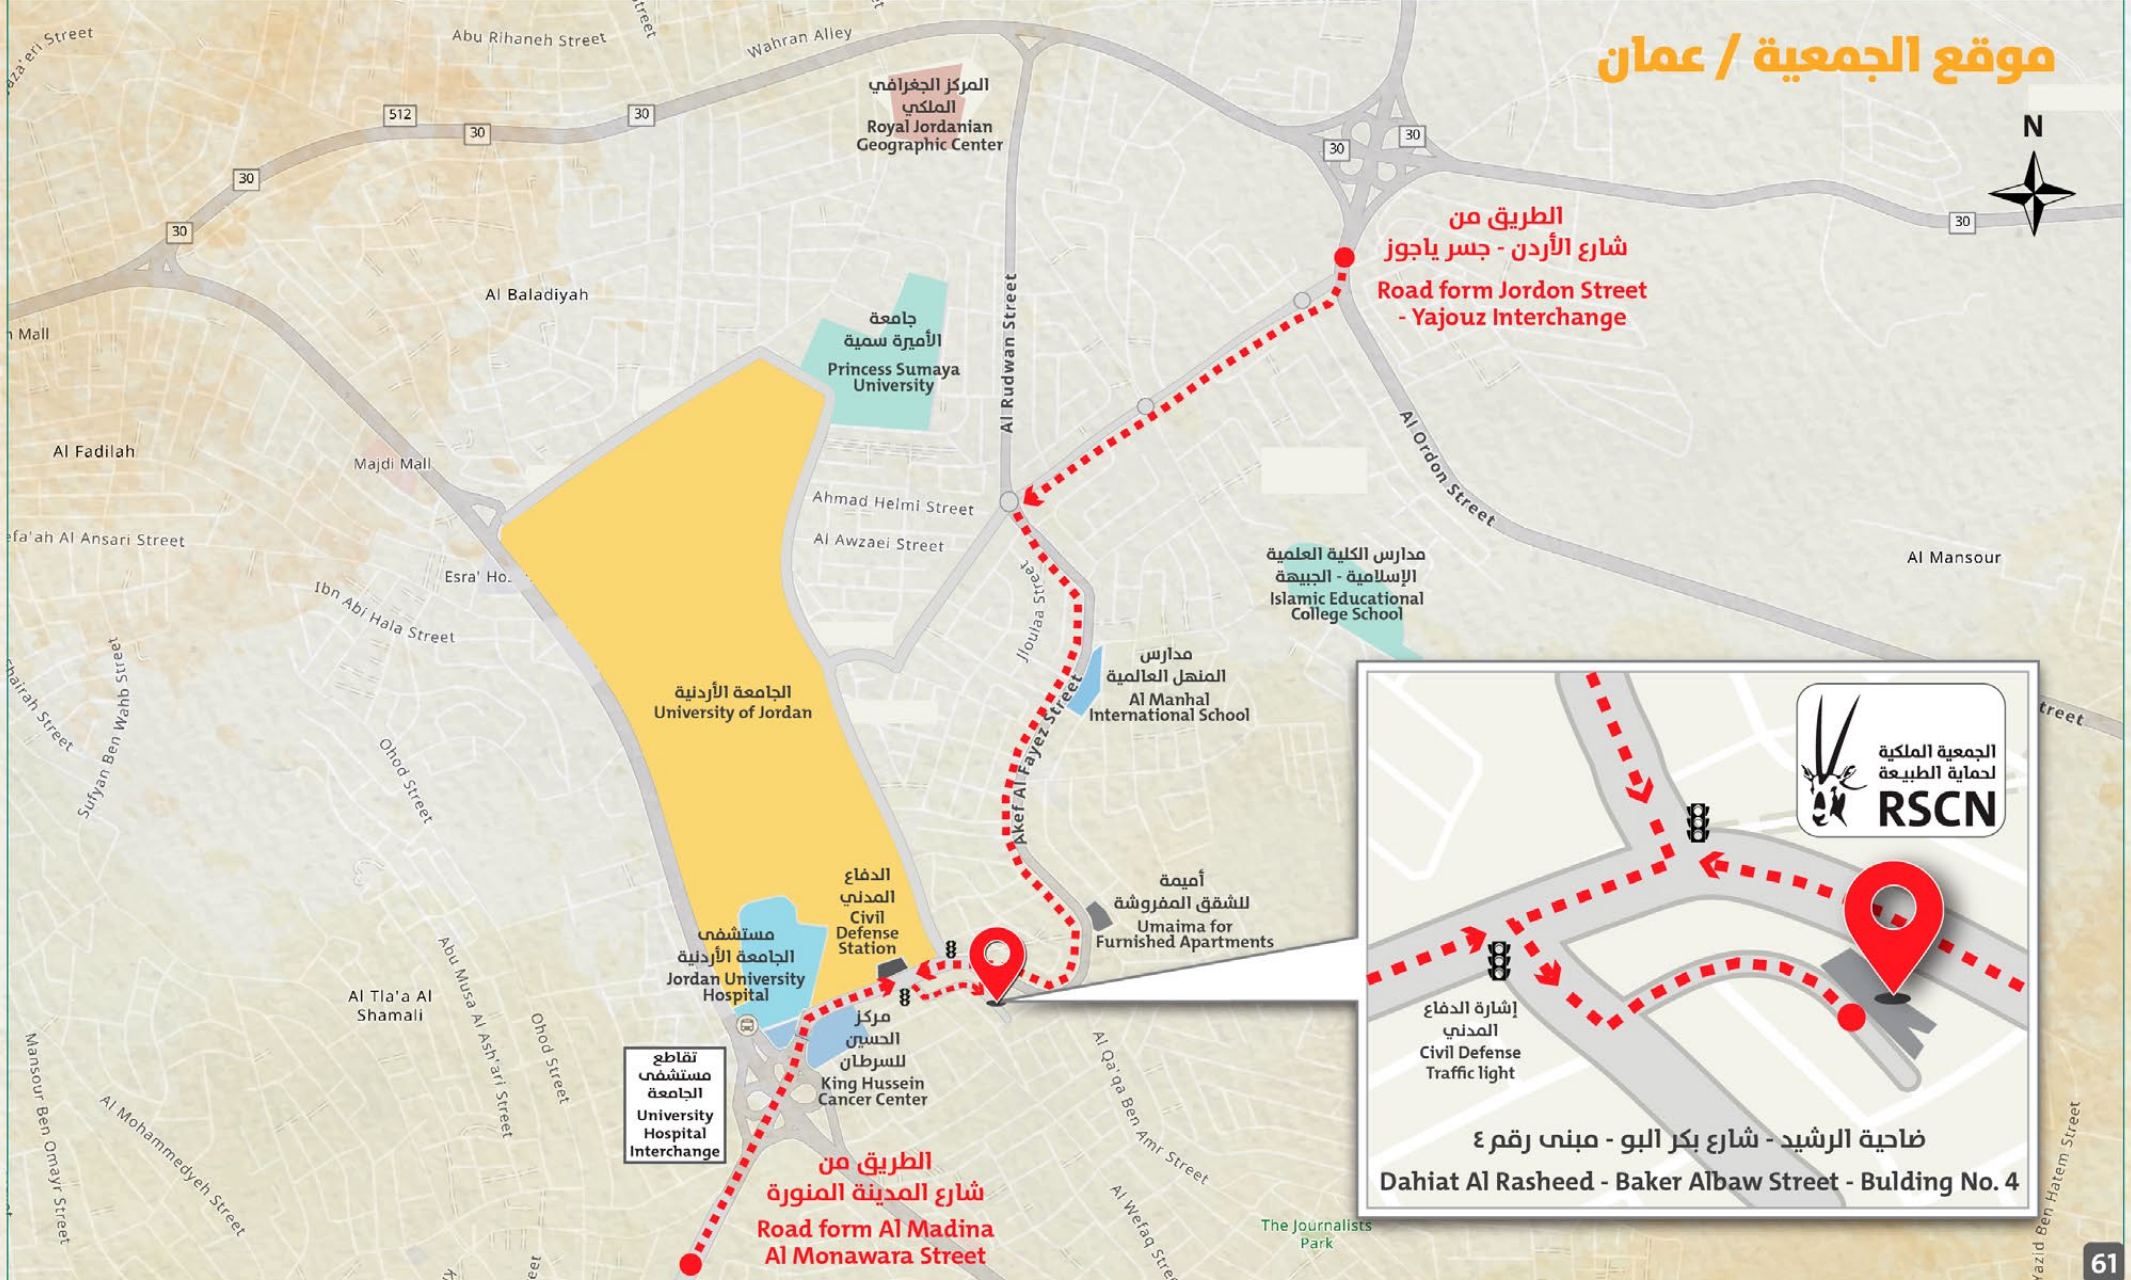 موقع الجمعية / عمان
Abu Rihaneh Street
Wahran Alley
512
30
30
30
30
30
30
30
N
المركز الجغرافي
الملكي
Royal Jordanian
Geographic Center
الطريق من
شارع الأردن - جسر ياجوز
Road form Jordon Street
- Yajouz Interchange
Al Baladiyah
Mall
جامعة
الأميرة سمية
Princess Sumaya
University
Al Rudwan Street
Al Ordon Street
Al Fadilah
Majdi Mall
Ahmad Helmi Street
Al Awzaei Street
efa'ah Al Ansari Street
Esra' Ho
Ibn Abi Hala Street
Jloulaa Street
مدارس الكلية العلمية
الإسلامية - الجبيهة
Islamic Educational
College School
Al Mansour
مدارس
المنهل العالمية
Al Manhal
International School
Akef Al Fayez Street
الجامعة الأردنية
University of Jordan
Sufyan Ben Wahb Street
hairah Street
Ohod Street
treet
الجمعية الملكية
لحماية الطبيعة
RSCN
الدفاع
المدني
Civil
Defense
Station
أميمة
للشقق المفروشة
Umaima for
Furnished Apartments
مستشفى
الجامعة الأردنية
Jordan University
Hospital
Al Tla'a Al
Shamali
Abu Musa Al Ash'ari Street
Ohod Street
Mansour Ben Omayr Street
Al Mohammedyeh Street
مركز
الحسين
للسرطان
King Hussein
Cancer Center
تقاطع
مستشفى
الجامعة
University
Hospital
Interchange
إشارة الدفاع
المدني
Civil Defense
Traffic light
ضاحية الرشيد - شارع بكر البو - مبنى رقم ٤
Dahiat Al Rasheed - Baker Albaw Street - Bulding No. 4
Al Qa'qa Ben Amr Street
Al Wefaq Stree
الطريق من
شارع المدينة المنورة
Road form Al Madina
Al Monawara Street
The Journalists
Park
Yazid Ben Hatem Street
61